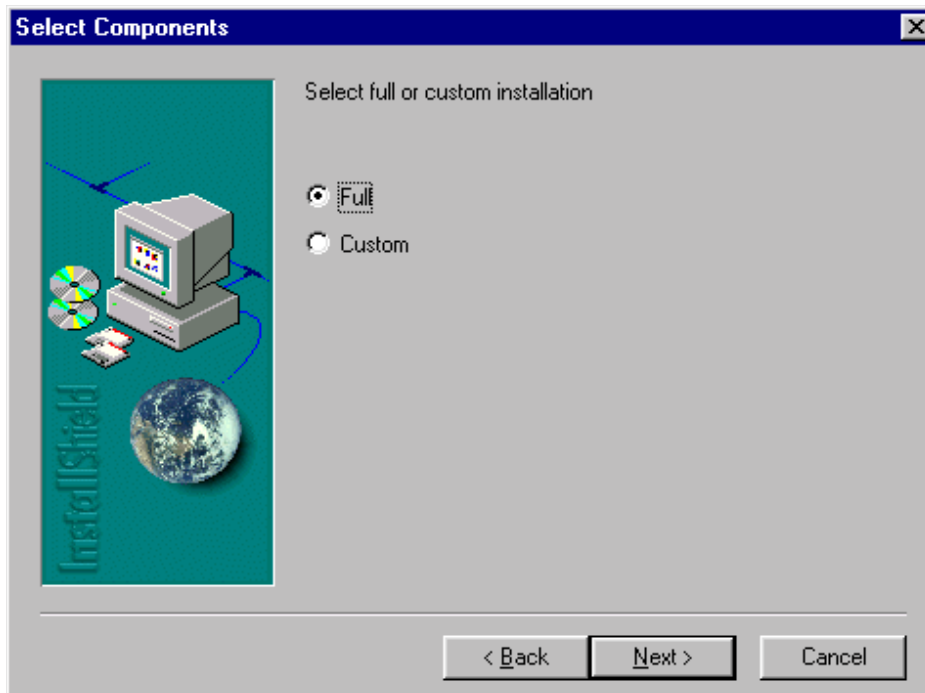 Select Components
Select full or custom installation
Full
Custom
InstallShield
< Back
Next >
Cancel